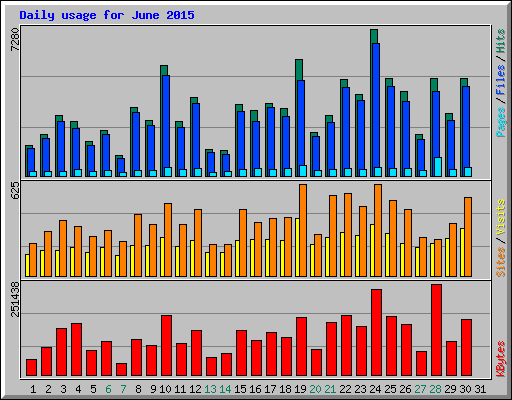 Daily usage for June 2015
7280
Pages / Files / Hits
625
Sites / Visits
251438
KBytes
1 2 3 4 5 6 7 8 9 10 11 12 13 14 15 16 17 18 19 20 21 22 23 24 25 26 27 28 29 30 31